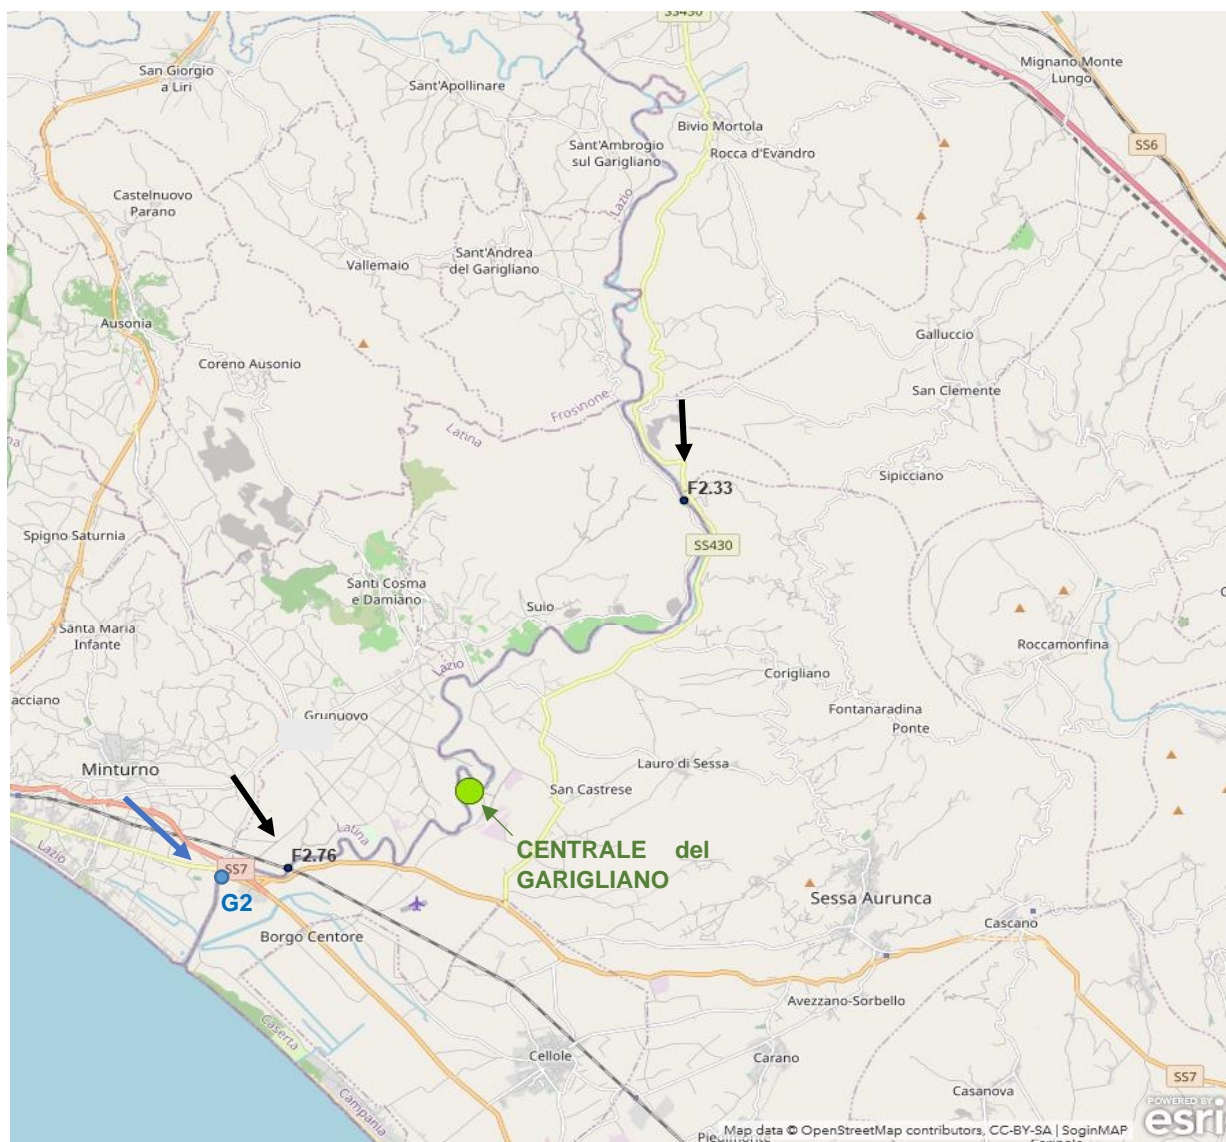 SS430
San Giorgio
a Liri
Sant'Apollinare
Mignano Monte
Lungo
Bivio Mortola
SS6
Sant'Ambrogio
sul Garigliano
Rocca d'Evandro
Castelnuovo
Parano
Lazio
Sant'Andrea
del Garigliano
Vallemaio
Ausonia
Galluccio
Coreno Ausonio
San Clemente
Frosinone
Latina
Sipicciano
F2.33
Spigno Saturnia
SS430
Santi Cosma
e Damiano
Suio
Santa Maria
Infante
Roccamonfina
Lazio
Corigliano
acciano
Grunuovo
Fontanaradina
Ponte
Minturno
Lauro di Sessa
San Castrese
Latina
CENTRALE del
GARIGLIANO
F2.76
SS7
Lazio
G2
Sessa Aurunca
Cascano
Borgo Centore
Avezzano-Sorbello
Caserta
Cellole
Carano
SS7
Casanova
Campania
POWERED BY
esri
Map data © OpenStreetMap contributors, CC-BY-SA | SoginMAP